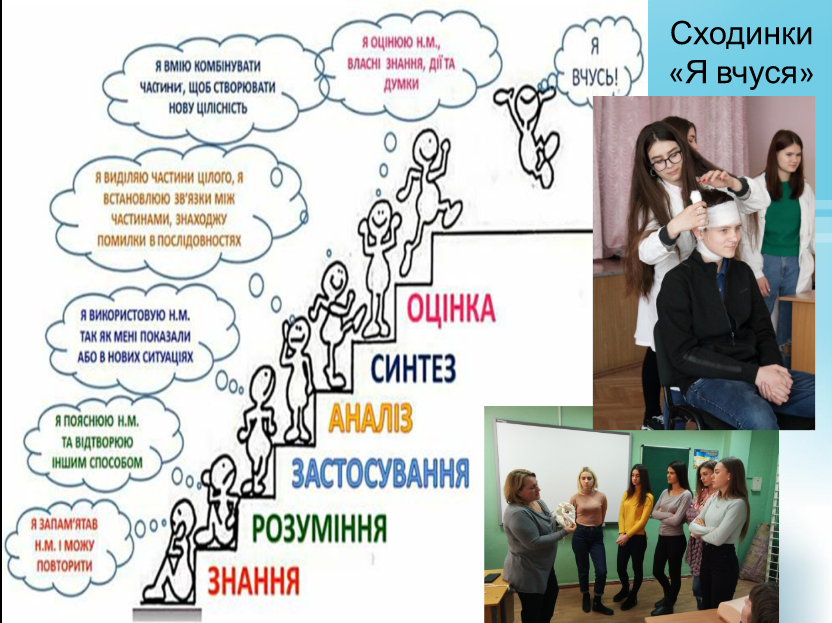 Сходинки
«Я вчуся»
Я
ВЧУСЬ!
Я ОЦІНЮЮ Н.М.,
ВЛАСНІ ЗНАННЯ, ДІЇ ТА
ДУМКИ
Я ВМІЮ КОМБІНУВАТИ
ЧАСТИНИ, ЩОБ СТВОРЮВАТИ
НОВУ ЦІЛІСНІСТЬ
Я ВИДІЛЯЮ ЧАСТИНИ ЦІЛОГО, Я
ВСТАНОВЛЮЮ ЗВ'ЯЗКИ МІЖ
ЧАСТИНАМИ, ЗНАХОДЖУ
ПОМИЛКИ В ПОСЛІДОВНОСТЯХ
Я ВИКОРИСТОВУЮ Н.М.
ТАК ЯК МЕНІ ПОКАЗАЛИ
АБО В НОВИХ СИТУАЦІЯХ
Я ПОЯСНЮЮ Н.М.
ТА ВІДТВОРЮЮ
ІНШИМ СПОСОБОМ
Я ЗАПАМ'ЯТАВ
Н.М. І МОЖУ
ПОВТОРИТИ
ОЦІНКА
СИНТЕЗ
АНАЛІЗ
ЗАСТОСУВАННЯ
РОЗУМІННЯ
ЗНАННЯ